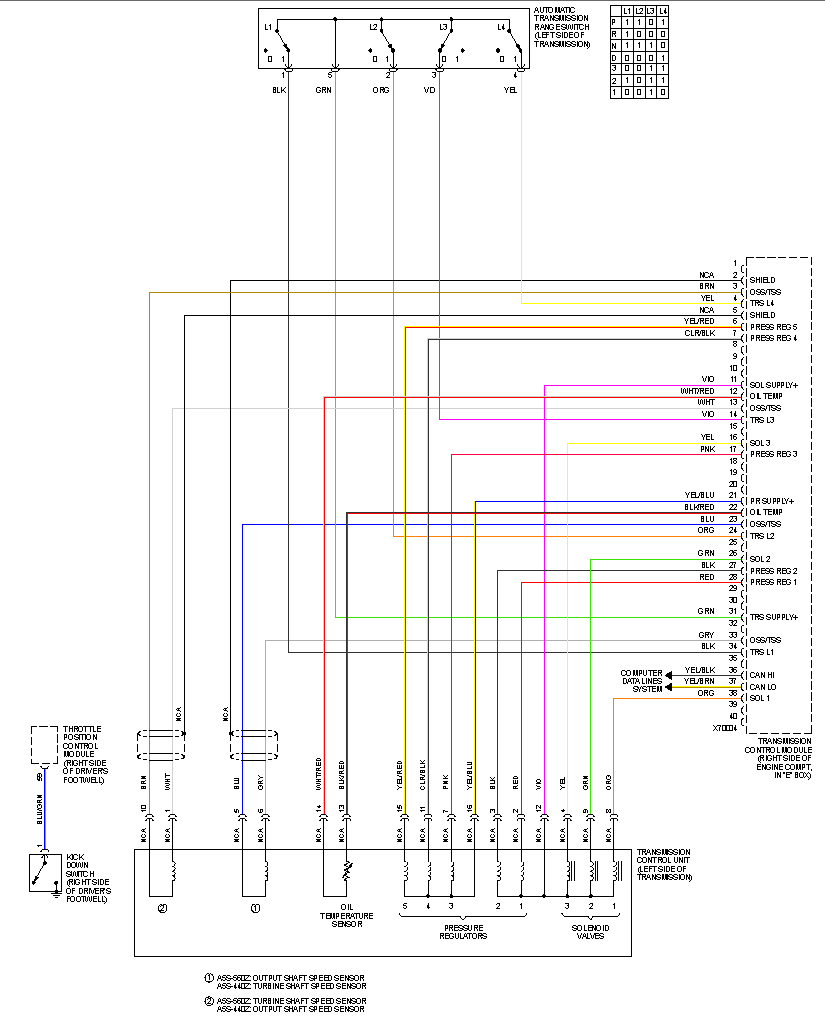 AUTOMATIC
TRANSMISSION
RANGE SWITCH
(LEFT SIDE OF
TRANSMISSION)
L1
L2
L3
L4
0 1
0 1
0 1
0 1
1
5
2
3
4
BLK
GRN
ORG
VIO
YEL
L1 L2 L3 L4
P 1 1 0 1
R 1 0 0 0
N 1 1 1 0
D 0 0 0 0
3 0 0 1 1
2 0 1 1 1
1 0 1 0
1
NCA 2 SHIELD
BRN 3 OSS/TSS
YEL 4 TRS L4
NCA 5 SHIELD
YEL/RED 6 PRESS REG 5
CLR/BLK 7 PRESS REG 4
8
9
10
VIO 11 SOL SUPPLY+
WHT/RED 12 OIL TEMP
WHT 13 OSS/TSS
VIO 14 TRS L3
15
YEL 16 SOL 3
PNK 17 PRESS REG 3
18
19
20
YEL/BLU 21 PR SUPPLY+
BLK/RED 22 OIL TEMP
BLU 23 OSS/TSS
ORG 24 TRS L2
25
GRN 26 SOL 2
BLK 27 PRESS REG 2
RED 28 PRESS REG 1
29
30
GRN 31 TRS SUPPLY+
32
GRY 33 OSS/TSS
BLK 34 TRS L1
35
YEL/BLK 36 CAN HI
YEL/BRN 37 CAN LO
ORG 38 SOL 1
39
40
X70004
COMPUTER
DATA LINES
SYSTEM
TRANSMISSION
CONTROL MODULE
(RIGHT SIDE OF
ENGINE COMPT,
IN "E" BOX)
THROTTLE
POSITION
CONTROL
MODULE
(RIGHT SIDE
OF DRIVER'S
FOOTWELL)
69
BLU/GRN
1
KICK
DOWN
SWITCH
(RIGHT SIDE
OF DRIVER'S
FOOTWELL)
NCA
NCA
BRN WHT BLU GRY WHT/RED BLK/RED YEL/RED CLR/BLK PNK YEL/BLU BLK RED VIO YEL GRN ORG
10 1 5 6 14 13 15 11 7 16 3 2 12 4 9 8
NCA NCA NCA NCA NCA NCA NCA NCA NCA NCA NCA NCA NCA NCA NCA NCA
TRANSMISSION
CONTROL UNIT
(LEFT SIDE OF
TRANSMISSION)
2
1
OIL
TEMPERATURE
SENSOR
5 4 3 2 1
PRESSURE
REGULATORS
3 2 1
SOLENOID
VALVES
1 A5S-560Z: OUTPUT SHAFT SPEED SENSOR
A5S-440Z: TURBINE SHAFT SPEED SENSOR
2 A5S-560Z: TURBINE SHAFT SPEED SENSOR
A5S-440Z: OUTPUT SHAFT SPEED SENSOR